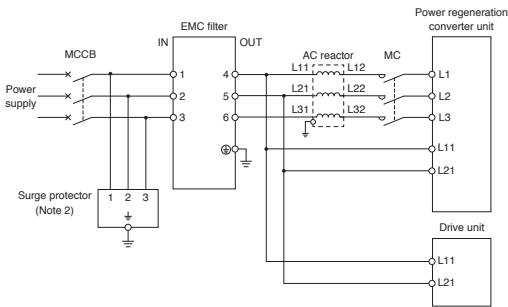 Power regeneration
converter unit
EMC filter
IN
OUT
MCCB
AC reactor
MC
L11
L12
1
4
L1
Power
supply
L21
L22
2
5
L2
L31
L32
3
6
L3
L11
L21
Surge protector
(Note 2)
1 2 3
Drive unit
L11
L21